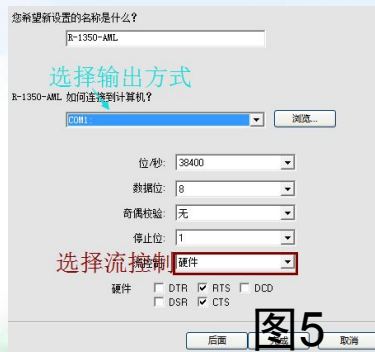 您希望新设置的名称是什么?
R-1350-AML
选择输出方式
R-1350-AML 如何连接到计算机?
COM1:
浏览...
位/秒: 38400
数据位: 8
奇偶校验: 无
停止位: 1
选择流控制 硬件
硬件 DTR RTS DCD
DSR CTS
图5
后面 完成 取消